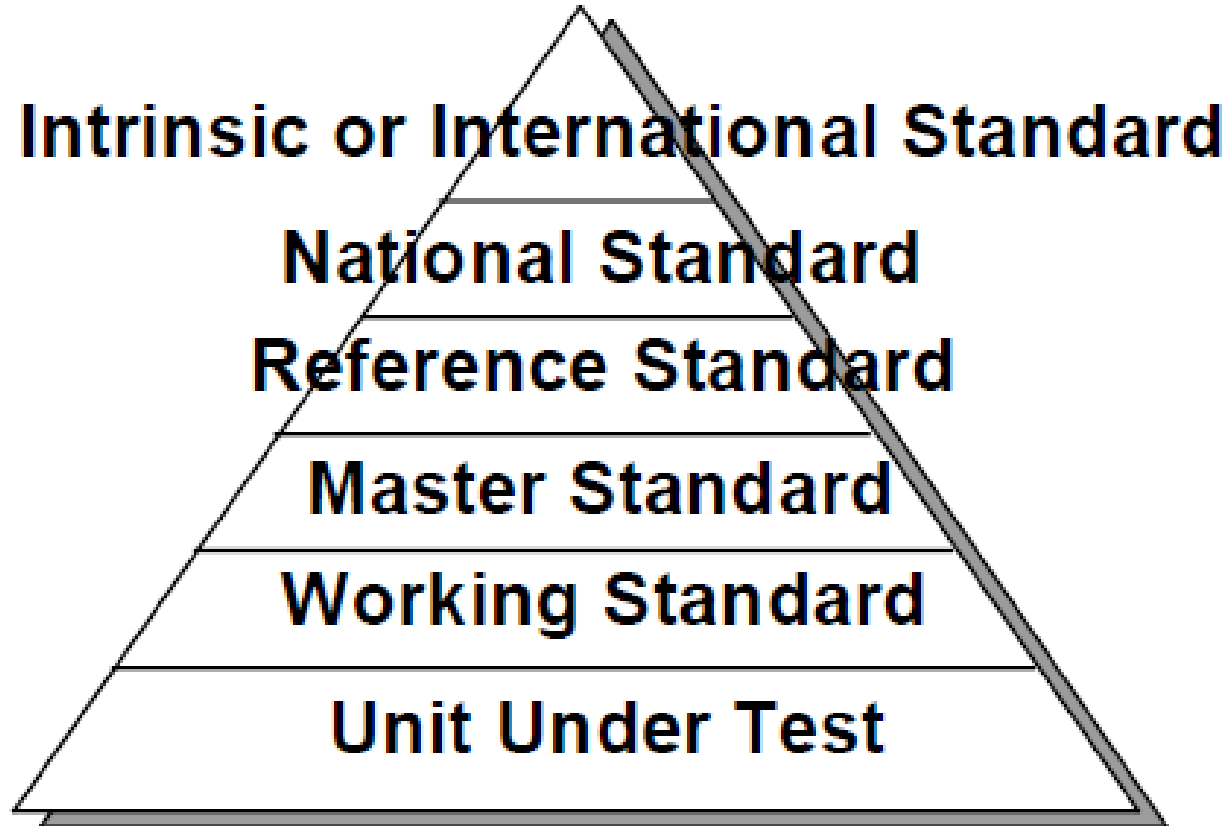 Intrinsic or International Standard
National Standard
Reference Standard
Master Standard
Working Standard
Unit Under Test